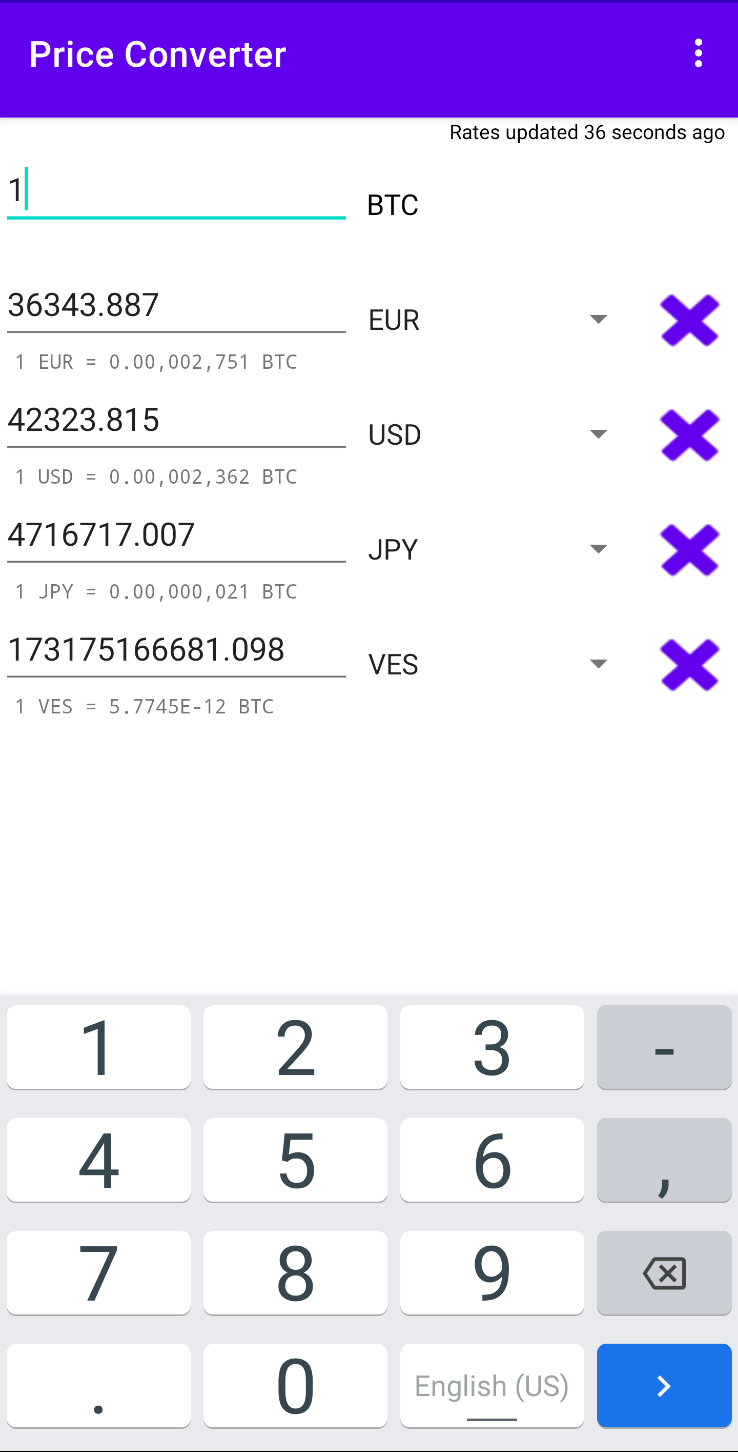 Price Converter
Rates updated 36 seconds ago
1
BTC
36343.887
EUR
1 EUR = 0.00,002,751 BTC
42323.815
USD
1 USD = 0.00,002,362 BTC
4716717.007
JPY
1 JPY = 0.00,000,021 BTC
173175166681.098
VES
1 VES = 5.7745E-12 BTC
1 2 3 -
4 5 6 ,
7 8 9
. 0 English (US)